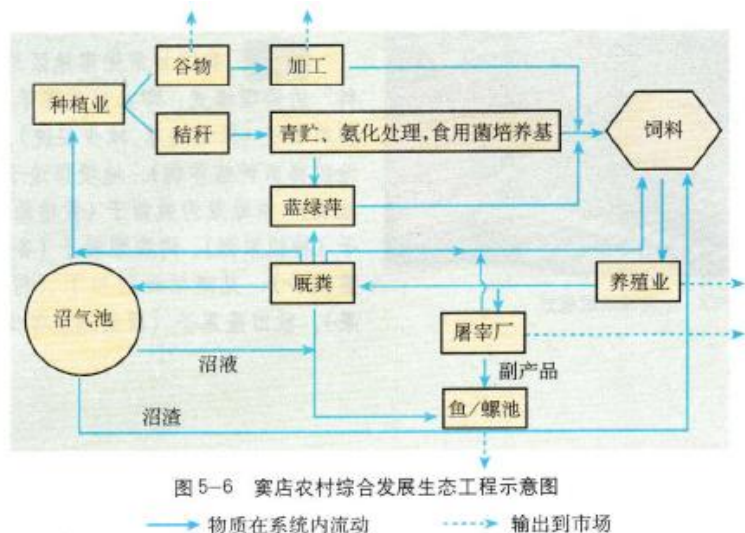 谷物
加工
种植业
秸秆
青贮、氨化处理,食用菌培养基
饲料
蓝绿萍
厩粪
养殖业
沼气池
屠宰厂
沼液
副产品
沼渣
鱼/螺池
图 5-6 窦店农村综合发展生态工程示意图
物质在系统内流动
输出到市场